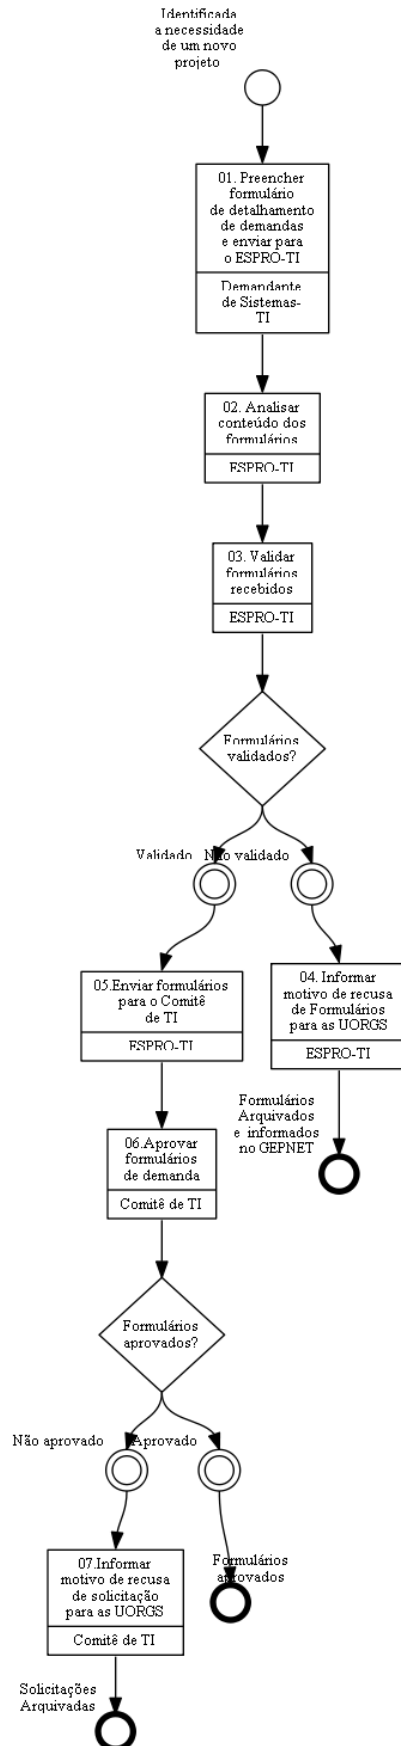 Identificada
a necessidade
de um novo
projeto
01. Preencher
formulário
de detalhamento
de demandas
e enviar para
o ESPRO-TI
Demandante
de Sistemas-
TI
02. Analisar
conteúdo dos
formulários
ESPRO-TI
03. Validar
formulários
recebidos
ESPRO-TI
Formulários
validados?
Validado
Não validado
05.Enviar formulários
para o Comitê
de TI
ESPRO-TI
04. Informar
motivo de recusa
de Formulários
para as UORGS
ESPRO-TI
Formulários
Arquivados
e informados
no GEPNET
06.Aprovar
formulários
de demanda
Comitê de TI
Formulários
aprovados?
Não aprovado
Aprovado
07.Informar
motivo de recusa
de solicitação
para as UORGS
Comitê de TI
Formulários
aprovados
Solicitações
Arquivadas